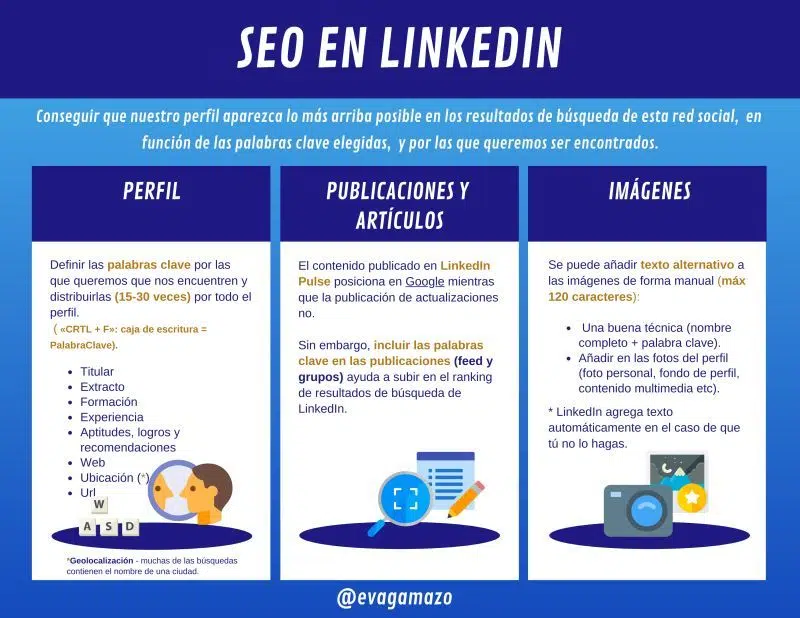 SEO EN LINKEDIN
Conseguir que nuestro perfil aparezca lo más arriba posible en los resultados de búsqueda de esta red social, en
función de las palabras clave elegidas, y por las que queremos ser encontrados.
PERFIL
Definir las palabras clave por las
que queremos que nos encuentren y
distribuirlas (15-30 veces) por todo el
perfil.
( «CRTL + F»: caja de escritura =
PalabraClave).
• Titular
• Extracto
• Formación
• Experiencia
• Aptitudes, logros y
recomendaciones
• Web
• Ubicación (*)
• Url
W
A S D
*Geolocalización - muchas de las búsquedas
contienen el nombre de una ciudad.
PUBLICACIONES Y
ARTÍCULOS
El contenido publicado en LinkedIn
Pulse posiciona en Google mientras
que la publicación de actualizaciones
no.
Sin embargo, incluir las palabras
clave en las publicaciones (feed y
grupos) ayuda a subir en el ranking
de resultados de búsqueda de
LinkedIn.
IMÁGENES
Se puede añadir texto alternativo a
las imágenes de forma manual (máx
120 caracteres):
• Una buena técnica (nombre
completo + palabra clave).
• Añadir en las fotos del perfil
(foto personal, fondo de perfil,
contenido multimedia etc).
* LinkedIn agrega texto
automáticamente en el caso de que
tú no lo hagas.
@evagamazo